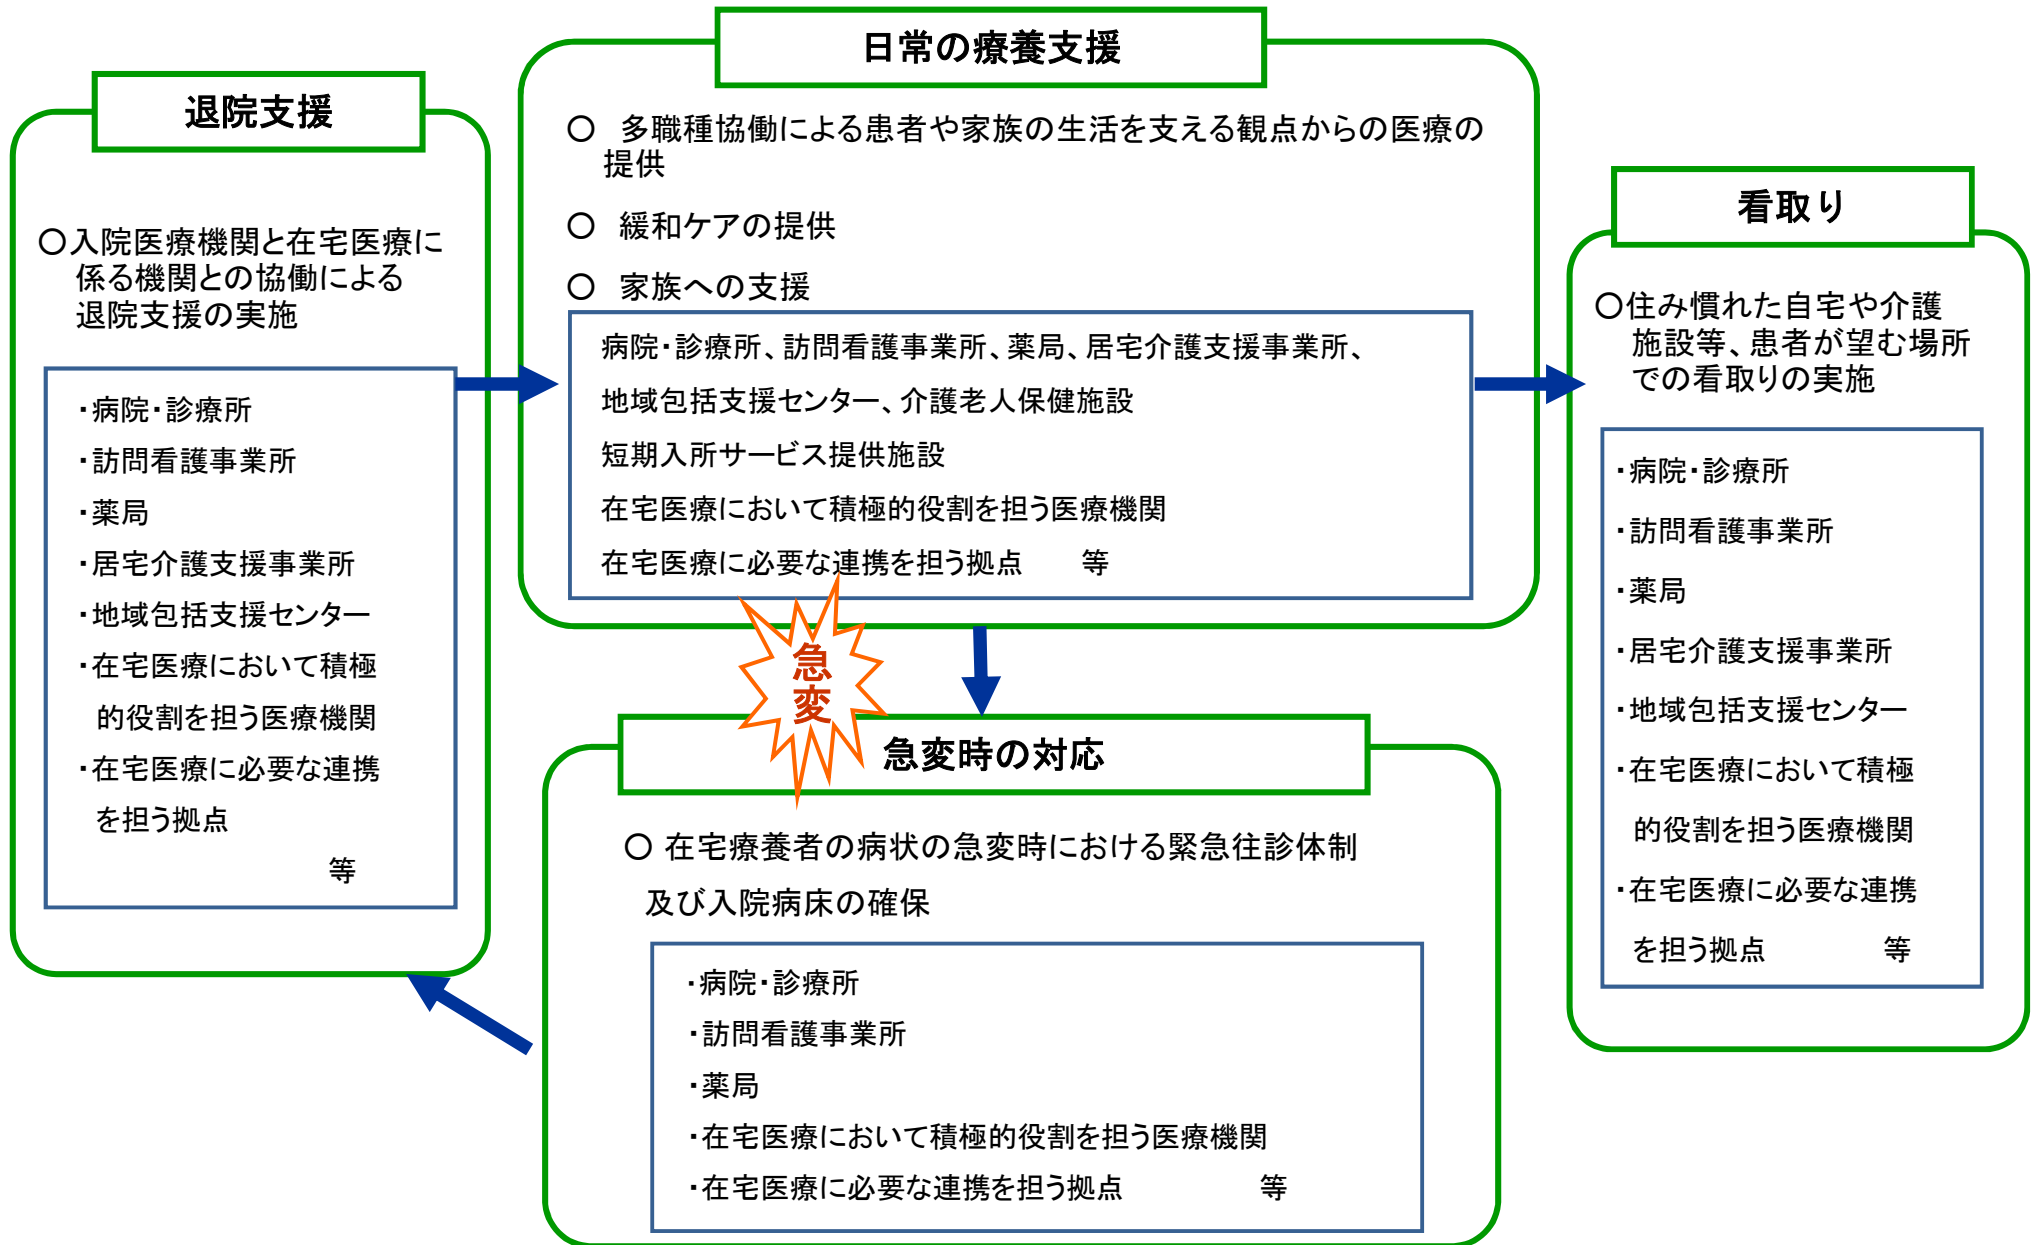 退院支援
〇入院医療機関と在宅医療に
係る機関との協働による
退院支援の実施
・病院・診療所
・訪問看護事業所
・薬局
・居宅介護支援事業所
・地域包括支援センター
・在宅医療において積極
的役割を担う医療機関
・在宅医療に必要な連携
を担う拠点
等
日常の療養支援
〇 多職種協働による患者や家族の生活を支える観点からの医療の
提供
〇 緩和ケアの提供
〇 家族への支援
病院・診療所、訪問看護事業所、薬局、居宅介護支援事業所、
地域包括支援センター、介護老人保健施設
短期入所サービス提供施設
在宅医療において積極的役割を担う医療機関
在宅医療に必要な連携を担う拠点 等
急
変
急変時の対応
〇 在宅療養者の病状の急変時における緊急往診体制
及び入院病床の確保
・病院・診療所
・訪問看護事業所
・薬局
・在宅医療において積極的役割を担う医療機関
・在宅医療に必要な連携を担う拠点 等
看取り
〇住み慣れた自宅や介護
施設等、患者が望む場所
での看取りの実施
・病院・診療所
・訪問看護事業所
・薬局
・居宅介護支援事業所
・地域包括支援センター
・在宅医療において積極
的役割を担う医療機関
・在宅医療に必要な連携
を担う拠点 等